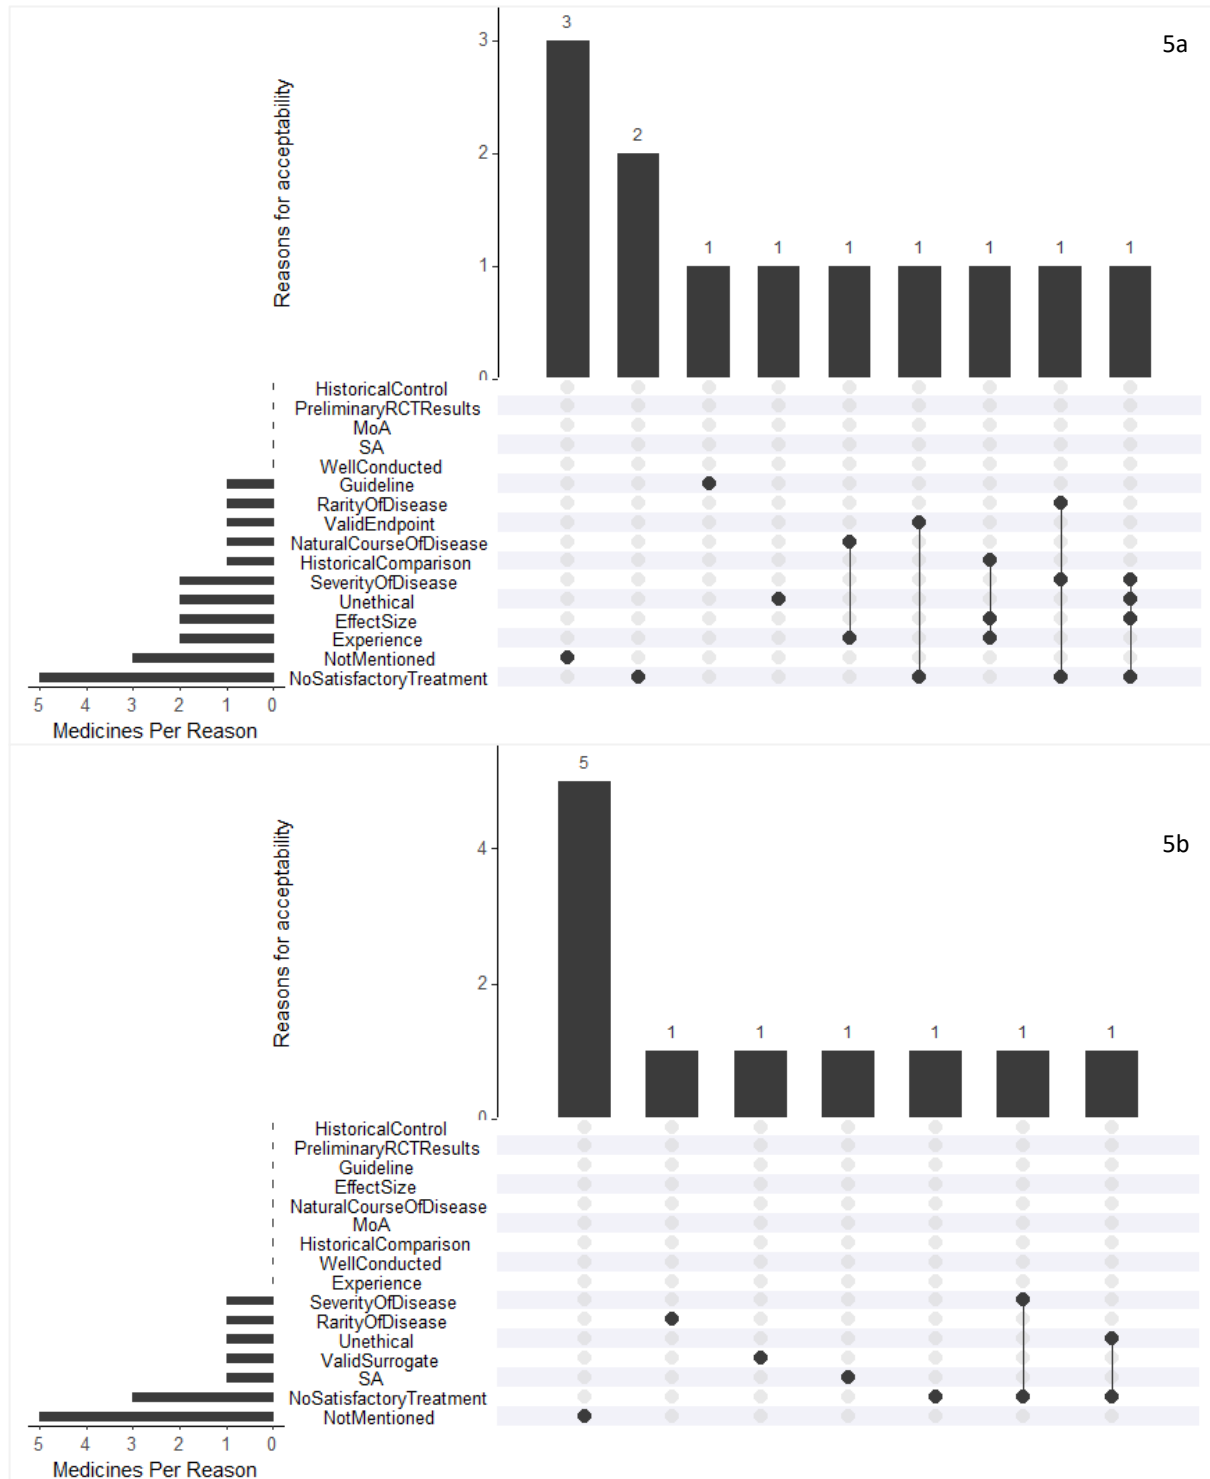 3
5a
3
2
2
1
1
1
1
1
1
1
1
0
Reasons for acceptability
HistoricalControl
PreliminaryRCTResults
MoA
SA
WellConducted
Guideline
RarityOfDisease
ValidEndpoint
NaturalCourseOfDisease
HistoricalComparison
SeverityOfDisease
Unethical
EffectSize
Experience
NotMentioned
NoSatisfactoryTreatment
5 4 3 2 1 0
Medicines Per Reason
5
5b
4
2
1 1 1 1 1 1
0
Reasons for acceptability
HistoricalControl
PreliminaryRCTResults
Guideline
EffectSize
NaturalCourseOfDisease
MoA
HistoricalComparison
WellConducted
Experience
SeverityOfDisease
RarityOfDisease
Unethical
ValidSurrogate
SA
NoSatisfactoryTreatment
NotMentioned
5 4 3 2 1 0
Medicines Per Reason